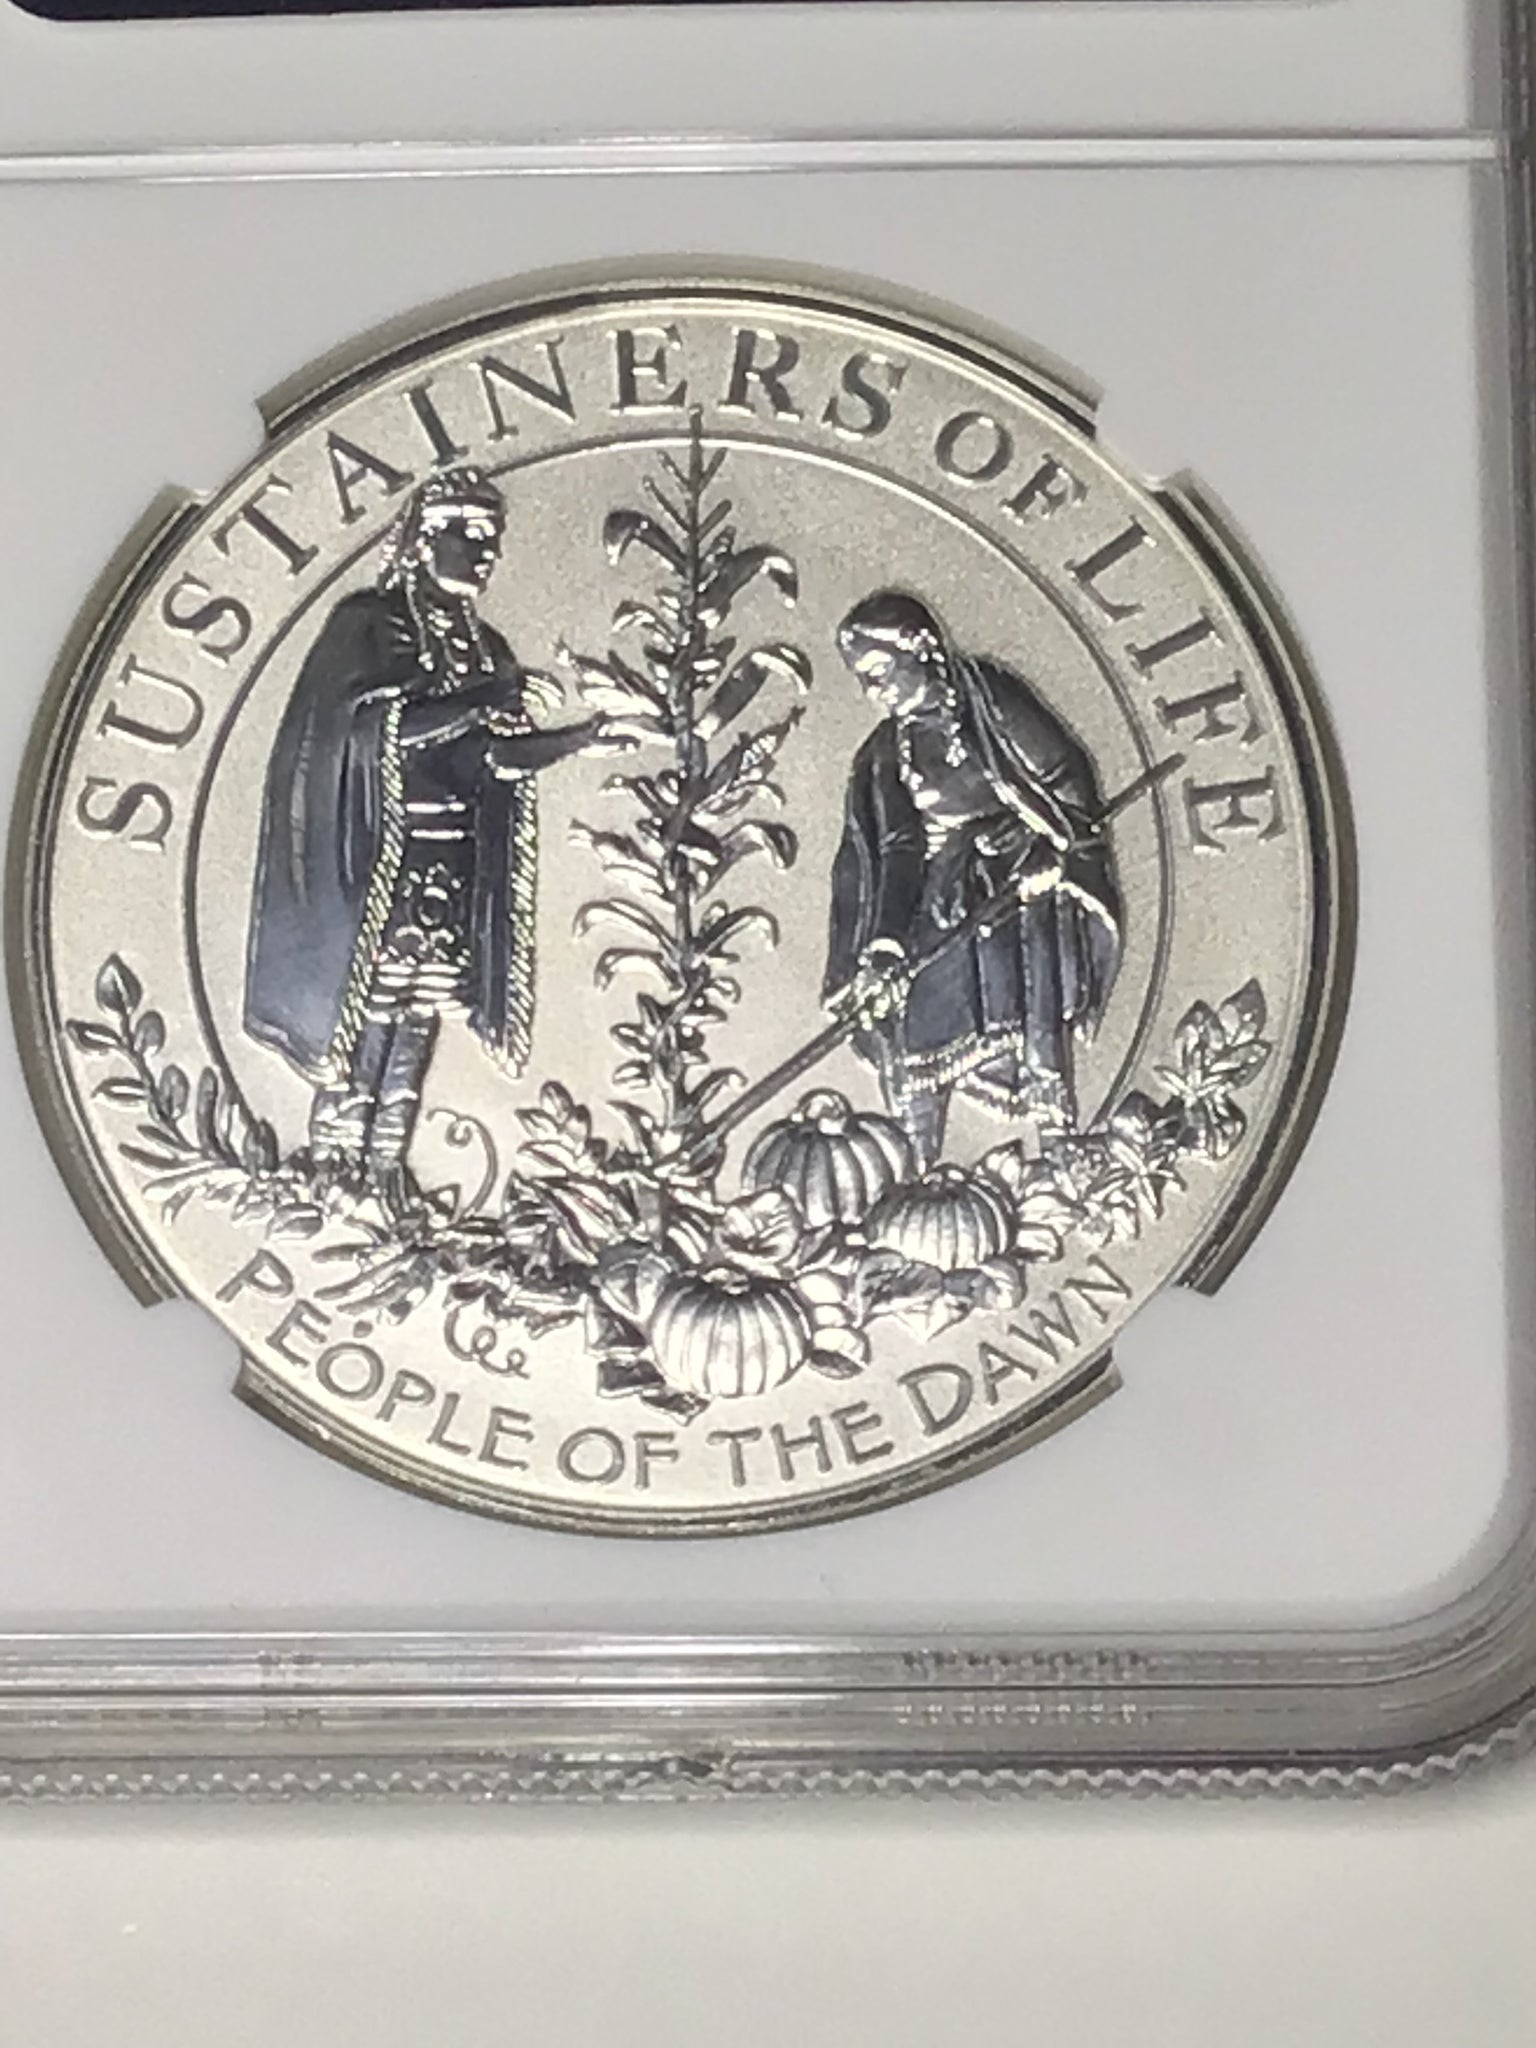 SUSTAINERS OF LIFE
PEOPLE OF THE DAWN